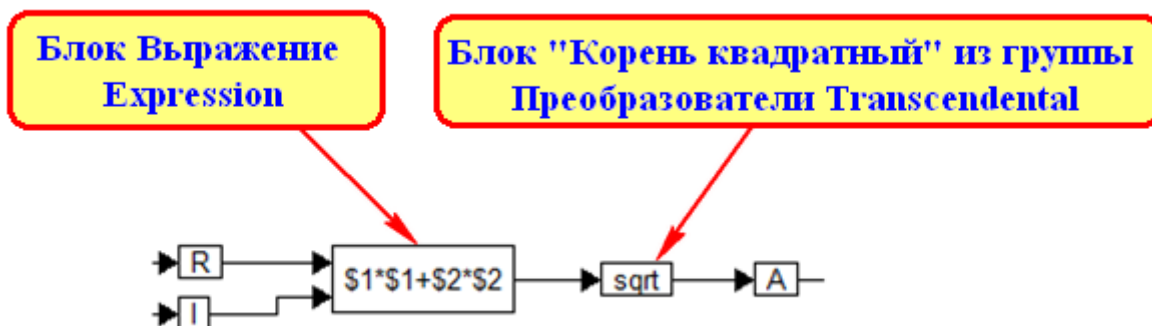 Блок Выражение
Expression
Блок "Корень квадратный" из группы
Преобразователи Transcendental
R
$1*$1+$2*$2
sqrt
A
I